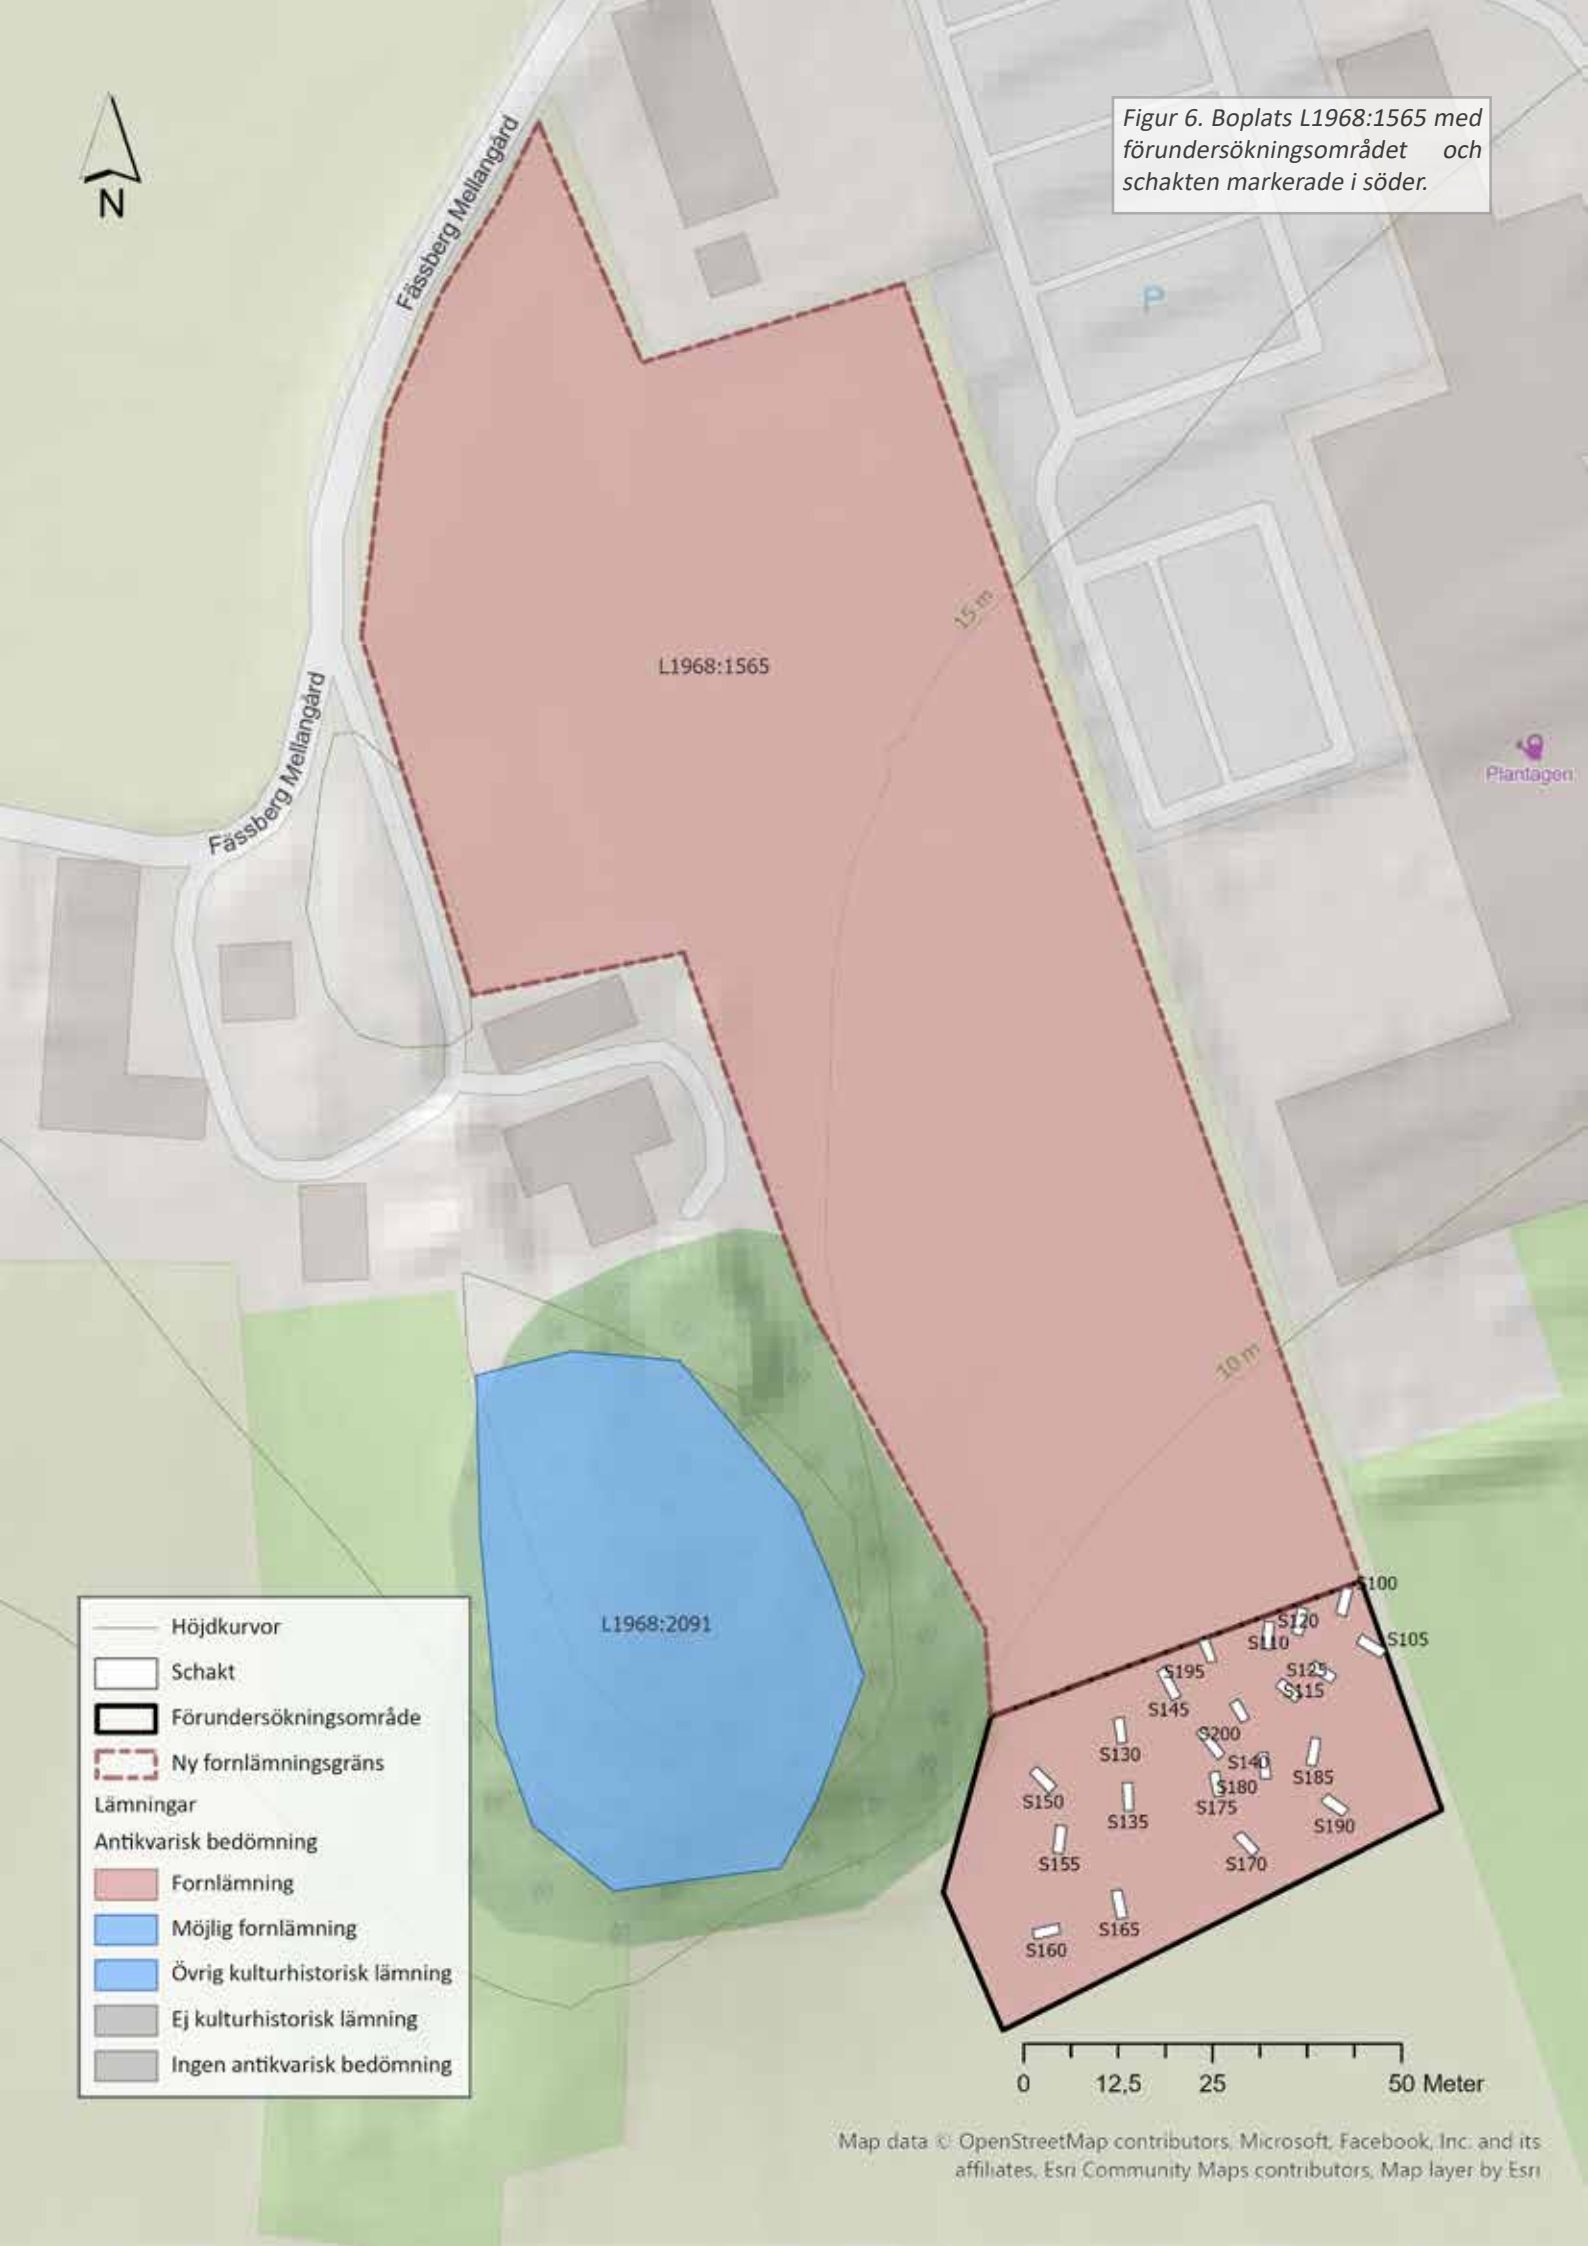 Figur 6. Boplats L1968:1565 med
förundersökningsområdet och
schakten markerade i söder.
N
Fässberg Mellangård
P
15 m
L1968:1565
Fässberg Mellangård
Plantagen
10 m
L1968:2091
S100
S120
S110
S105
S195
S125
S115
S145
S200
S130
S140
S185
S180
S150
S175
S135
S190
S155
S170
S165
S160
Höjdkurvor
Schakt
Förundersökningsområde
Ny fornlämningsgräns
Lämningar
Antikvarisk bedömning
Fornlämning
Möjlig fornlämning
Övrig kulturhistorisk lämning
Ej kulturhistorisk lämning
Ingen antikvarisk bedömning
0 12,5 25 50 Meter
Map data © OpenStreetMap contributors, Microsoft, Facebook, Inc. and its
affiliates, Esri Community Maps contributors, Map layer by Esri